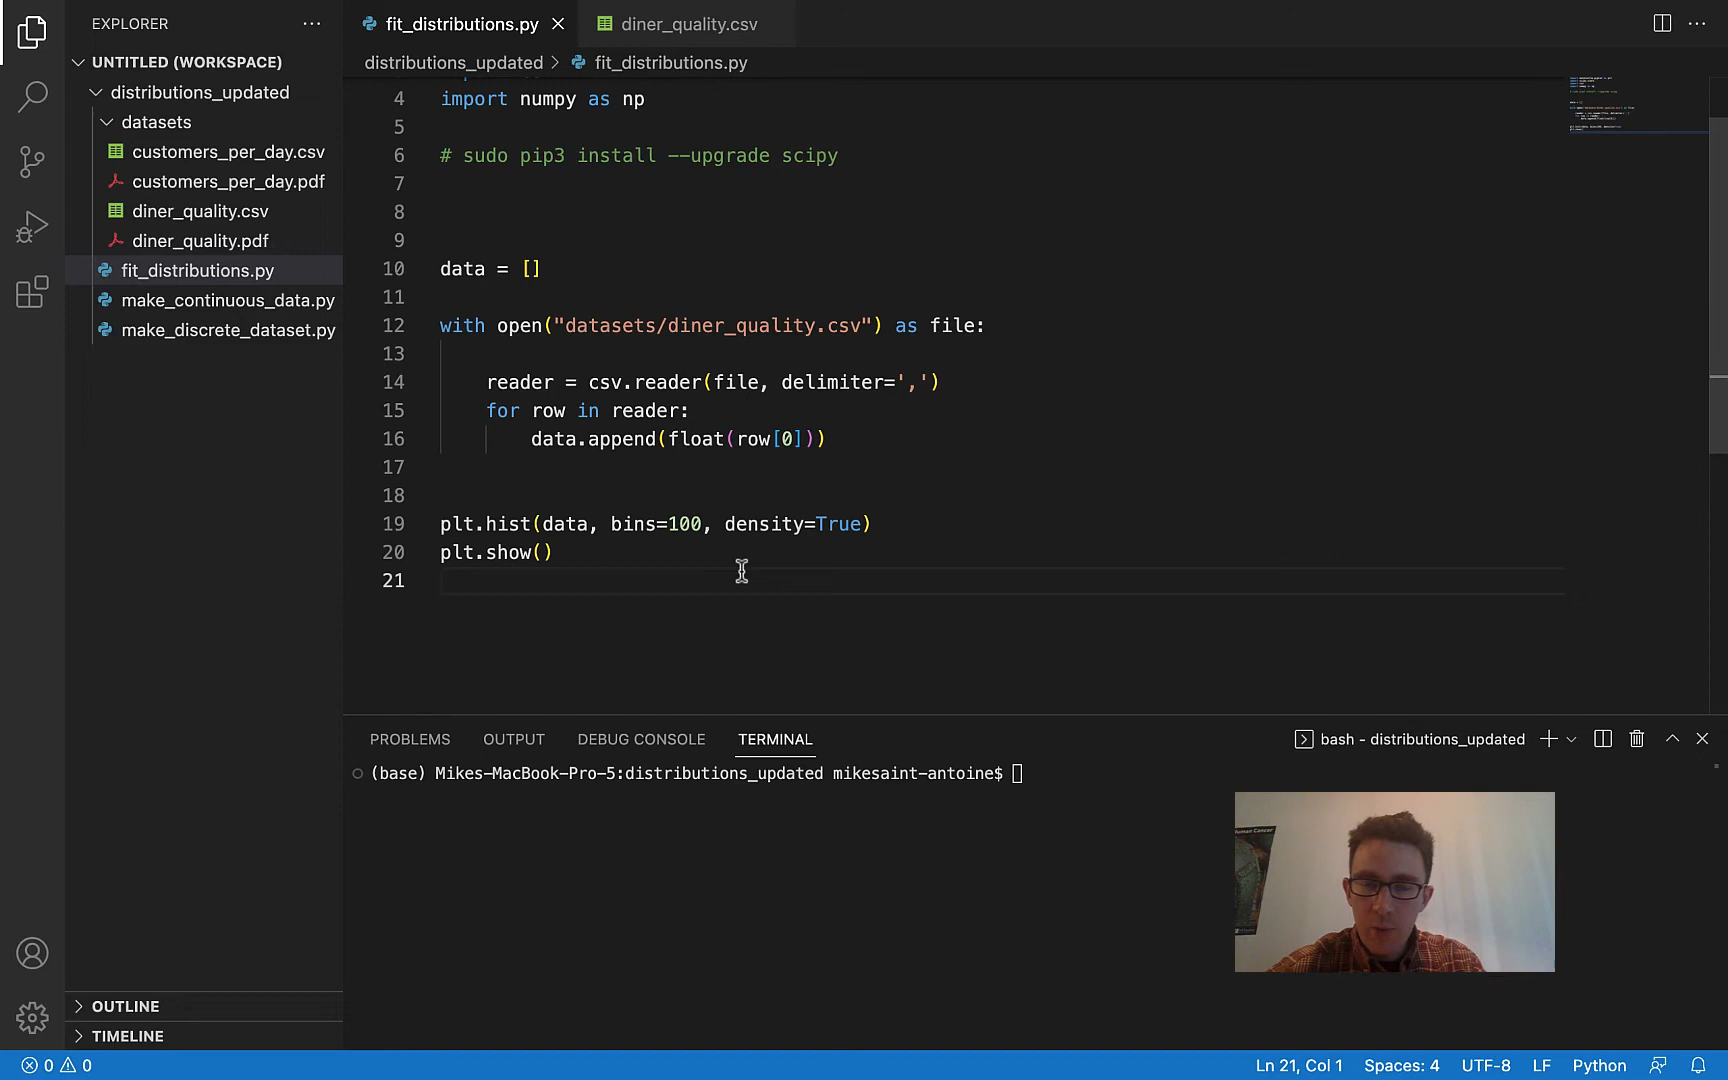 EXPLORER
fit_distributions.py
diner_quality.csv
UNTITLED (WORKSPACE)
distributions_updated > fit_distributions.py
distributions_updated
datasets
customers_per_day.csv
customers_per_day.pdf
diner_quality.csv
diner_quality.pdf
fit_distributions.py
make_continuous_data.py
make_discrete_dataset.py
4 import numpy as np
5
6 # sudo pip3 install --upgrade scipy
7
8
9
10 data = []
11
12 with open("datasets/diner_quality.csv") as file:
13
14 reader = csv.reader(file, delimiter=',')
15 for row in reader:
16 data.append(float(row[0]))
17
18
19 plt.hist(data, bins=100, density=True)
20 plt.show()
21
PROBLEMS OUTPUT DEBUG CONSOLE TERMINAL
bash - distributions_updated
(base) Mikes-MacBook-Pro-5:distributions_updated mikesaint-antoine$
Human Cancer
OUTLINE
TIMELINE
0 0
Ln 21, Col 1 Spaces: 4 UTF-8 LF Python